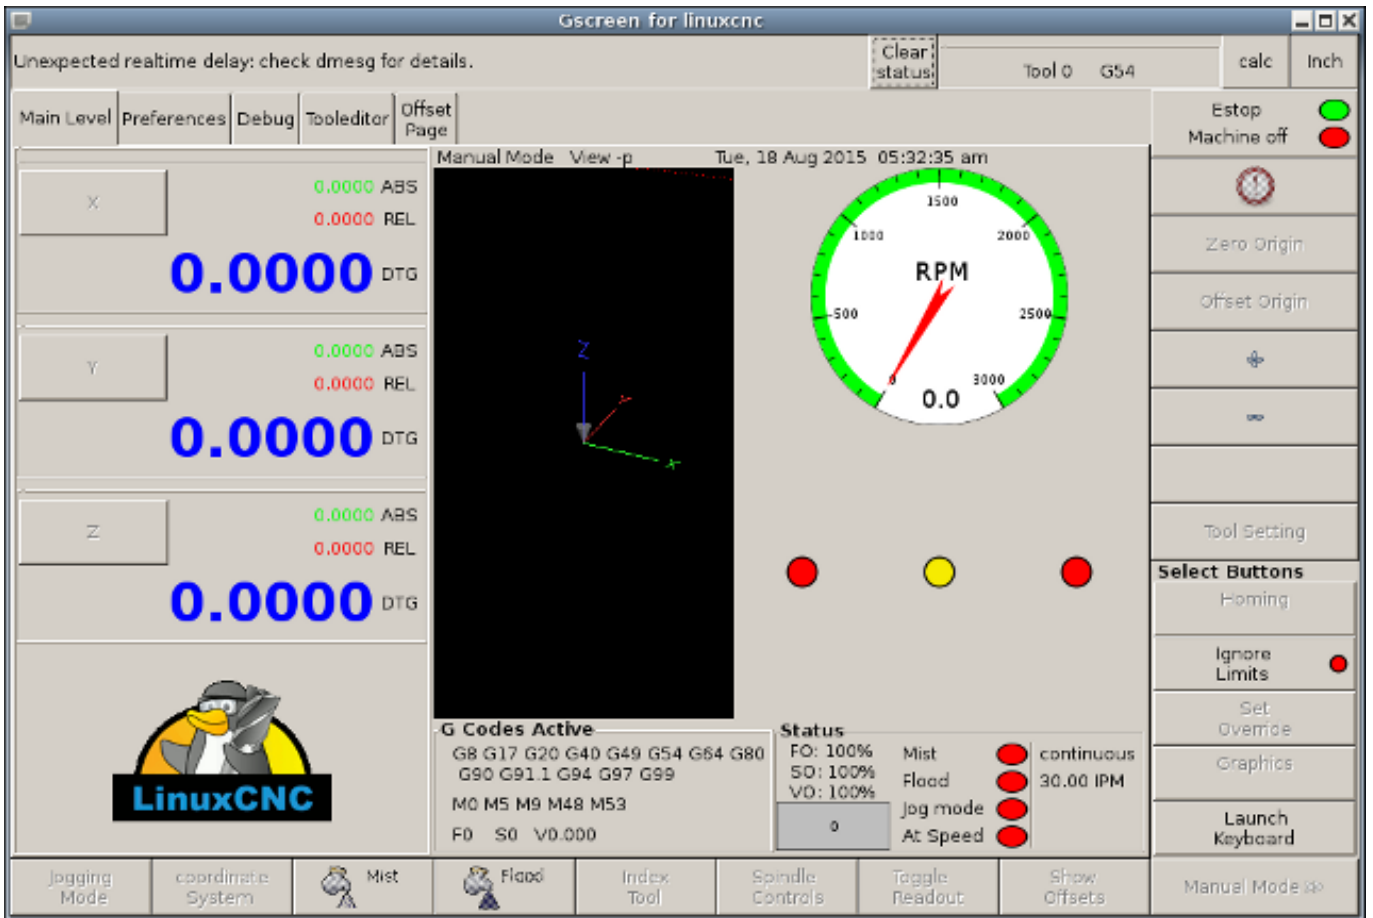 Gscreen for linuxcnc
Unexpected realtime delay: check dmesg for details.
Clear
status
Tool 0 G54
calc
Inch
Main Level
Preferences
Debug
Tooleditor
Offset
Page
Estop
Machine off
Manual Mode View -p Tue, 18 Aug 2015 05:32:35 am
X
0.0000 ABS
0.0000 REL
0.0000 DTG
Y
0.0000 ABS
0.0000 REL
0.0000 DTG
Z
0.0000 ABS
0.0000 REL
0.0000 DTG
LinuxCNC
Z
Y
X
1500
1000
2000
RPM
500
2500
0
3000
0.0
Zero Origin
Offset Origin
Tool Setting
Select Buttons
Homing
Ignore
Limits
Set
Override
Graphics
Launch
Keyboard
G Codes Active
G8 G17 G20 G40 G49 G54 G64 G80
G90 G91.1 G94 G97 G99
M0 M5 M9 M48 M53
F0 S0 V0.000
Status
FO: 100%
SO: 100%
VO: 100%
0
Mist
Flood
Jog mode
At Speed
continuous
30.00 IPM
Jogging
Mode
coordinate
System
Mist
Flood
Index
Tool
Spindle
Controls
Toggle
Readout
Show
Offsets
Manual Mode >>